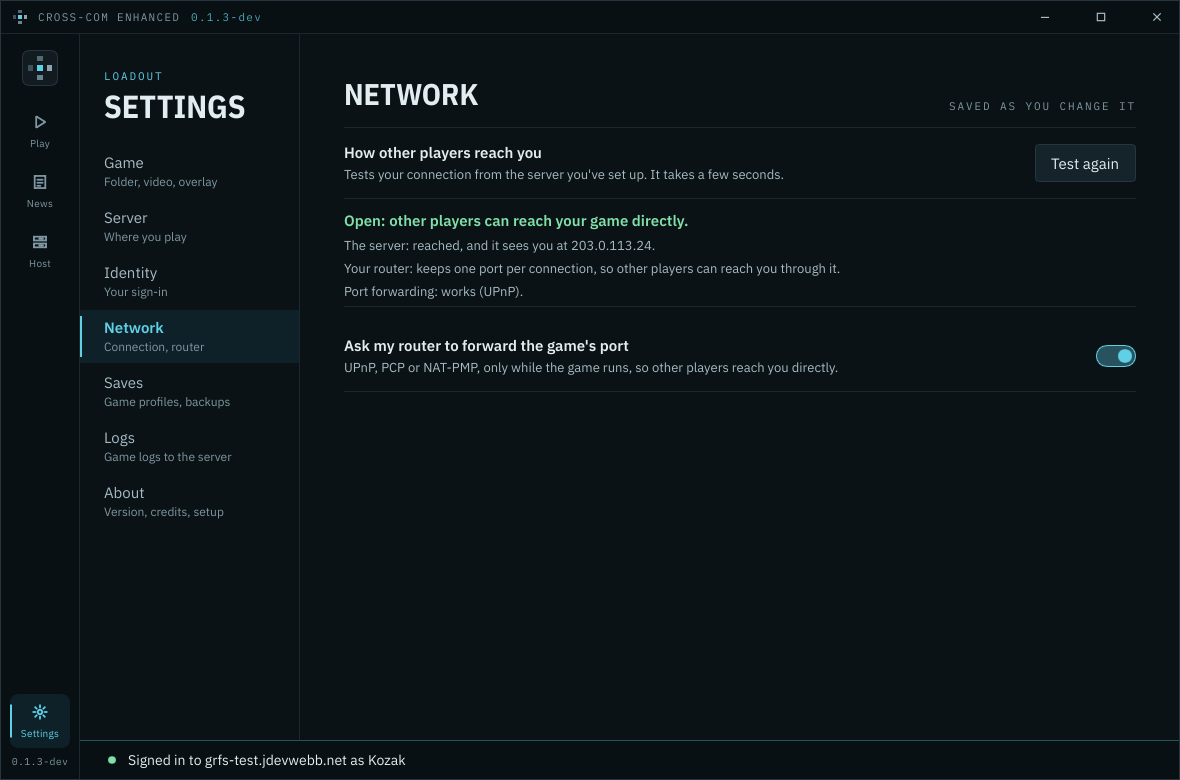 CROSS-COM ENHANCED 0.1.3-dev
Play
News
Host
Settings
0.1.3-dev
LOADOUT
SETTINGS
Game
Folder, video, overlay
Server
Where you play
Identity
Your sign-in
Network
Connection, router
Saves
Game profiles, backups
Logs
Game logs to the server
About
Version, credits, setup
NETWORK
SAVED AS YOU CHANGE IT
How other players reach you
Tests your connection from the server you've set up. It takes a few seconds.
Test again
Open: other players can reach your game directly.
The server: reached, and it sees you at 203.0.113.24.
Your router: keeps one port per connection, so other players can reach you through it.
Port forwarding: works (UPnP).
Ask my router to forward the game's port
UPnP, PCP or NAT-PMP, only while the game runs, so other players reach you directly.
Signed in to grfs-test.jdevwebb.net as Kozak